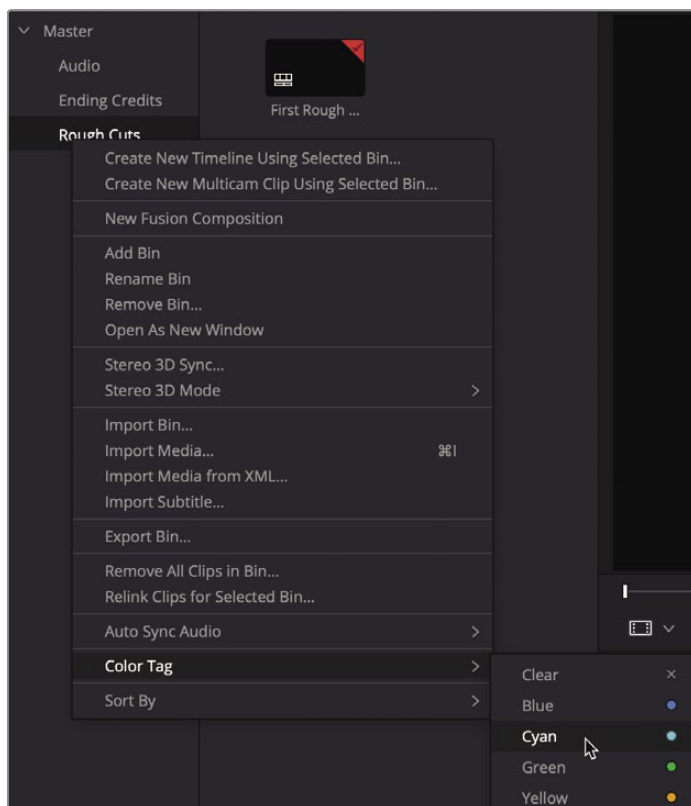 Master
Audio
Ending Credits
Rough Cuts
First Rough ...
Create New Timeline Using Selected Bin...
Create New Multicam Clip Using Selected Bin...
New Fusion Composition
Add Bin
Rename Bin
Remove Bin...
Open As New Window
Stereo 3D Sync...
Stereo 3D Mode
Import Bin...
Import Media... ⌘I
Import Media from XML...
Import Subtitle...
Export Bin...
Remove All Clips in Bin...
Relink Clips for Selected Bin...
Auto Sync Audio
Color Tag
Sort By
Clear
Blue
Cyan
Green
Yellow